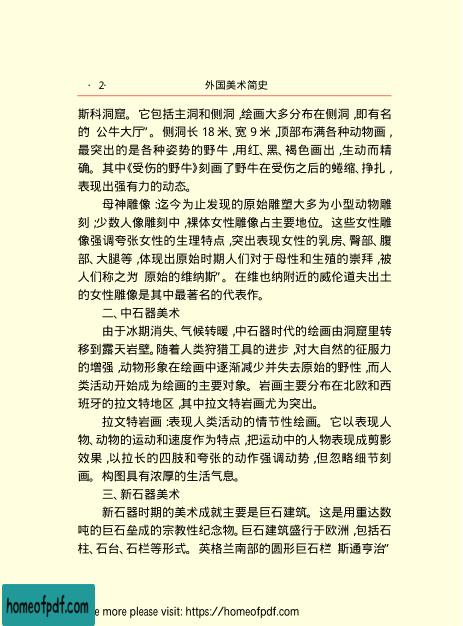 · 2· 外国美术简史
斯科洞窟。它包括主洞和侧洞 ,绘画大多分布在侧洞 ,即有名
的“公牛大厅”。侧洞长 18 米、宽 9 米 ,顶部布满各种动物画 ,
最突出的是各种姿势的野牛 ,用红、黑、褐色画出 ,生动而精
确。其中《受伤的野牛》刻画了野牛在受伤之后的蜷缩、挣扎 ,
表现出强有力的动态。
母神雕像 :迄今为止发现的原始雕塑大多为小型动物雕
刻 ;少数人像雕刻中 ,裸体女性雕像占主要地位。这些女性雕
像强调夸张女性的生理特点 ,突出表现女性的乳房、臀部、腹
部、大腿等 ,体现出原始时期人们对于母性和生殖的崇拜 ,被
人们称之为“原始的维纳斯”。在维也纳附近的威伦道夫出土
的女性雕像是其中最著名的代表作。
二、中石器美术
由于冰期消失、气候转暖 ,中石器时代的绘画由洞窟里转
移到露天岩壁。随着人类狩猎工具的进步 ,对大自然的征服力
的增强 ,动物形象在绘画中逐渐减少并失去原始的野性 ,而人
类活动开始成为绘画的主要对象。岩画主要分布在北欧和西
班牙的拉文特地区 ,其中拉文特岩画尤为突出。
拉文特岩画 :表现人类活动的情节性绘画。它以表现人
物、动物的运动和速度作为特点 ,把运动中的人物表现成剪影
效果 ,以拉长的四肢和夸张的动作强调动势 ,但忽略细节刻
画。构图具有浓厚的生活气息。
三、新石器美术
新石器时期的美术成就主要是巨石建筑。这是用重达数
吨的巨石垒成的宗教性纪念物。巨石建筑盛行于欧洲 ,包括石
柱、石台、石栏等形式。英格兰南部的圆形巨石栏“斯通亨治”
homeofpdf.com
e more please visit: https://homeofpdf.com